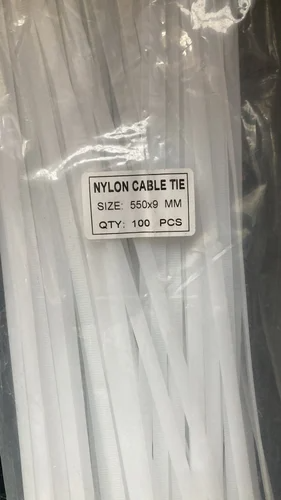 NYLON CABLE TIE
SIZE: 550x9 MM
QTY: 100 PCS